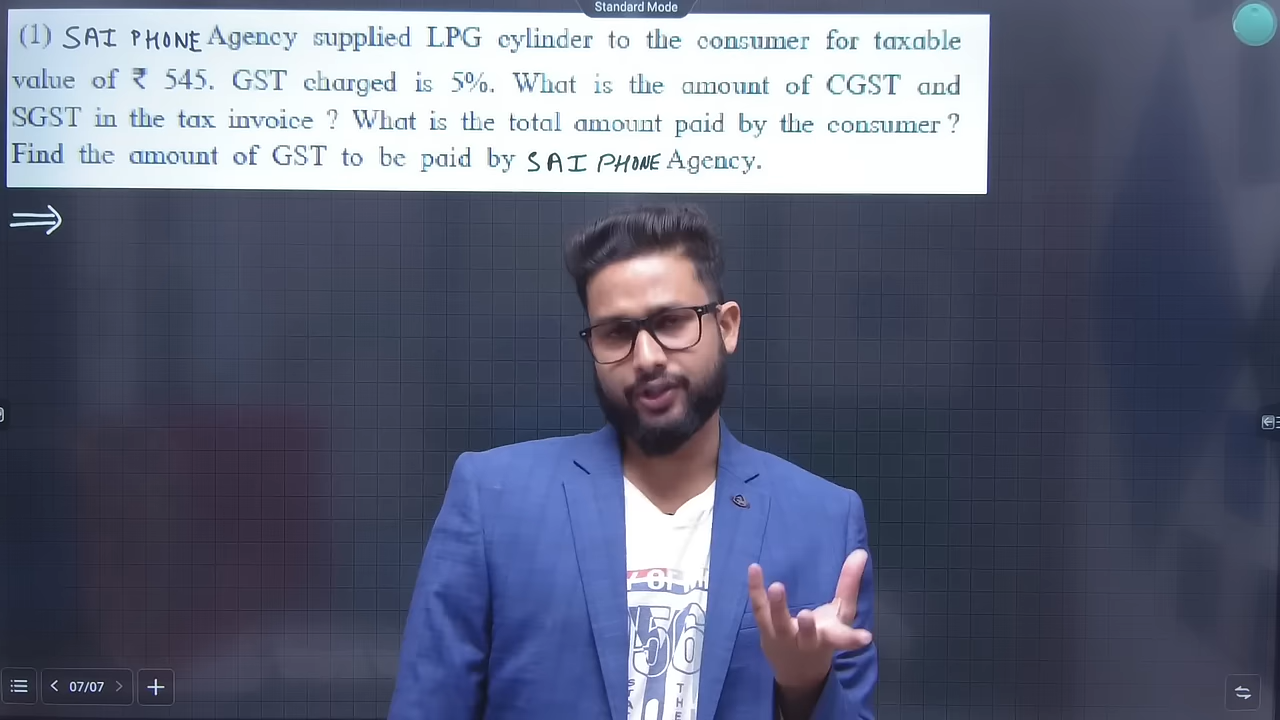 Standard Mode
(1) SAI PHONE Agency supplied LPG cylinder to the consumer for taxable
value of ₹ 545. GST charged is 5%. What is the amount of CGST and
SGST in the tax invoice ? What is the total amount paid by the consumer ?
Find the amount of GST to be paid by SAI PHONE Agency.
⇒
56
07/07